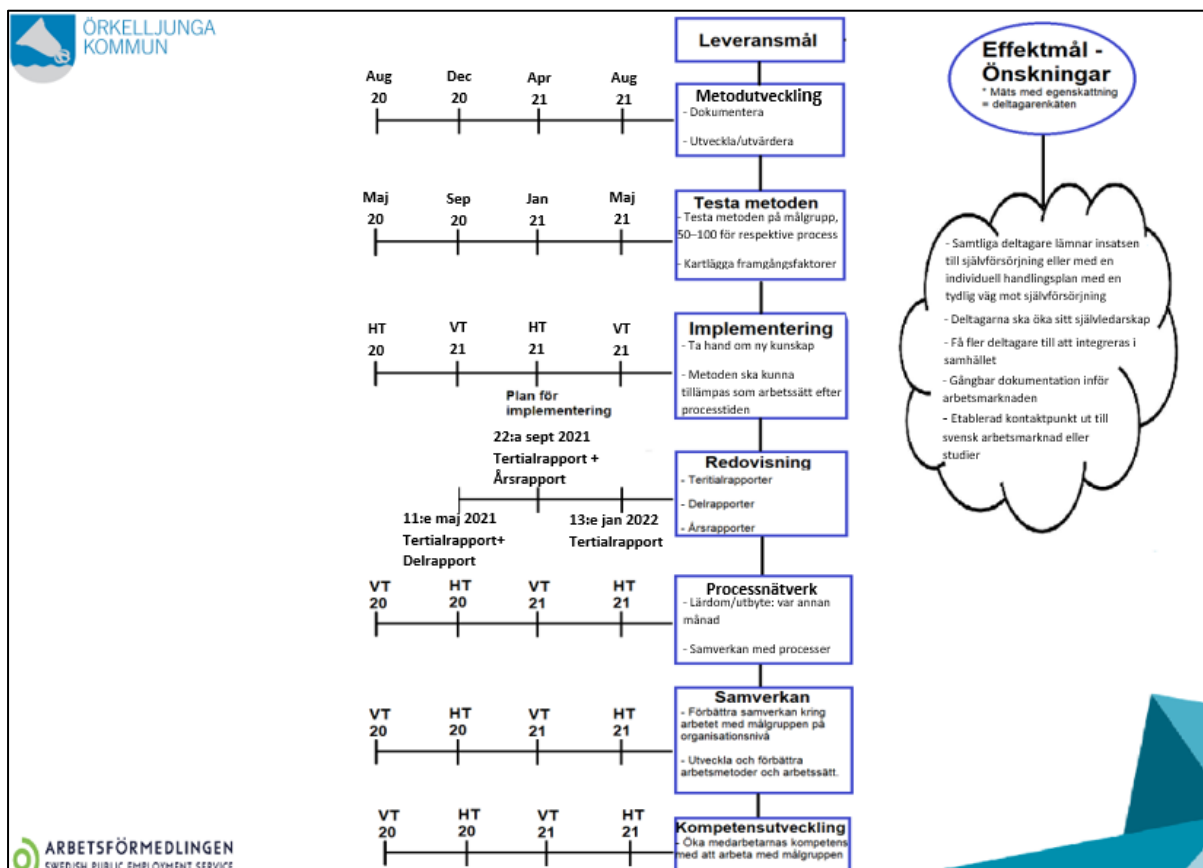 ÖRKELLJUNGA
KOMMUN
Leveransmål
Effektmål -
Önskningar
* Mäts med egenskattning
= deltagarenkäten
Aug Dec Apr Aug
20 20 21 21
Metodutveckling
- Dokumentera
- Utveckla/utvärdera
Maj Sep Jan Maj
20 20 21 21
Testa metoden
- Testa metoden på målgrupp,
50–100 för respektive process
- Kartlägga framgångsfaktorer
- Samtliga deltagare lämnar insatsen
till självförsörjning eller med en
individuell handlingsplan med en
tydlig väg mot självförsörjning
- Deltagarna ska öka sitt självledarskap
- Få fler deltagare till att integreras i
samhället
- Gångbar dokumentation inför
arbetsmarknaden
- Etablerad kontaktpunkt ut till
svensk arbetsmarknad eller
studier
HT VT HT VT
20 21 21 21
Plan för
implementering
Implementering
- Ta hand om ny kunskap
- Metoden ska kunna
tillämpas som arbetssätt efter
processtiden
22:a sept 2021
Tertialrapport +
Årsrapport
11:e maj 2021
Tertialrapport+
Delrapport
13:e jan 2022
Tertialrapport
Redovisning
- Teritialrapporter
- Delrapporter
- Årsrapporter
VT HT VT HT
20 20 21 21
Processnätverk
- Lärdom/utbyte: var annan
månad
- Samverkan med processer
VT HT VT HT
20 20 21 21
Samverkan
- Förbättra samverkan kring
arbetet med målgruppen på
organisationsnivå
- Utveckla och förbättra
arbetsmetoder och arbetssätt.
VT HT VT HT
20 20 21 21
Kompetensutveckling
- Öka medarbetarnas kompetens
med att arbeta med målgruppen
ARBETSFÖRMEDLINGEN
SWEDISH PUBLIC EMPLOYMENT SERVICE